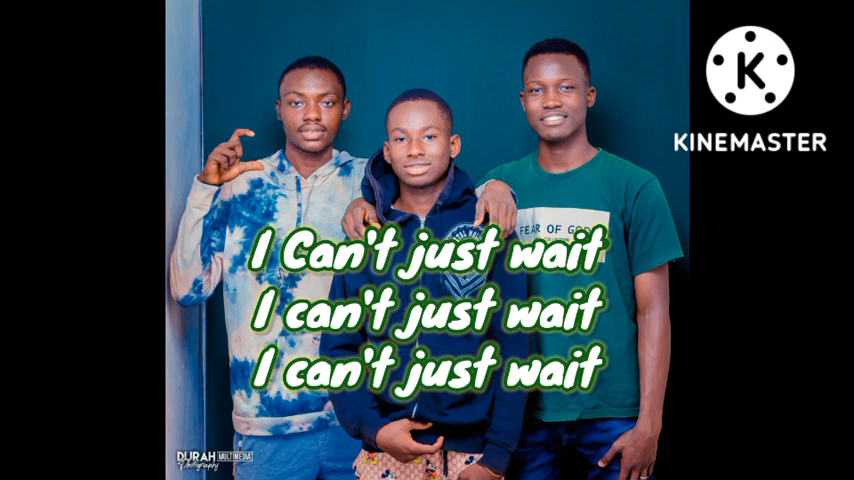 KINEMASTER
FEAR OF GOD
I Can't just wait
I can't just wait
I can't just wait
DURAH MULTIMEDIA
Photography